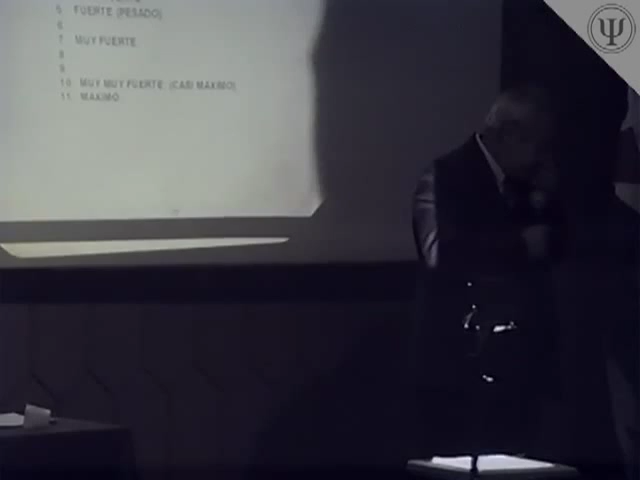 5 FUERTE (PESADO)
6
7 MUY FUERTE
8
9
10 MUY MUY FUERTE (CASI MAXIMO)
11 MAXIMO
Ψ